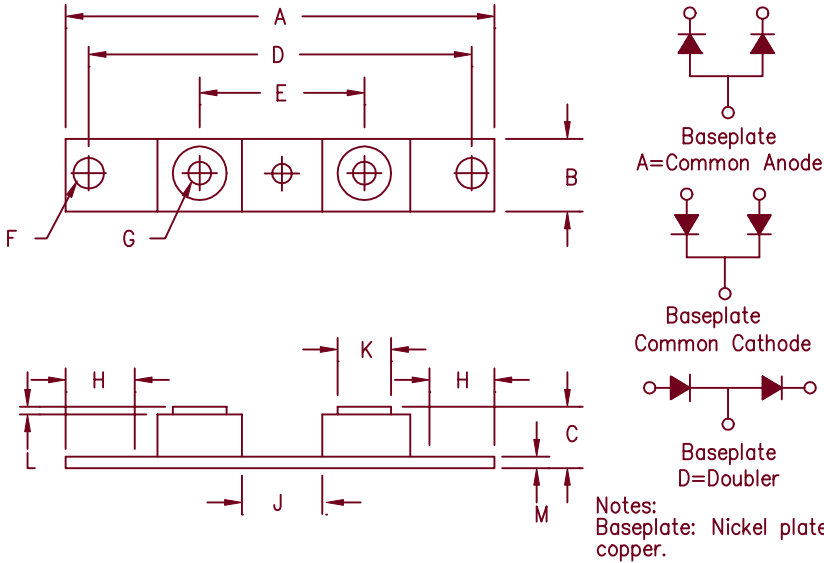 A
D
E
B
F
G
Baseplate
A=Common Anode
Baseplate
Common Cathode
K
H
H
C
L
J
M
Baseplate
D=Doubler
Notes:
Baseplate: Nickel plate
copper.